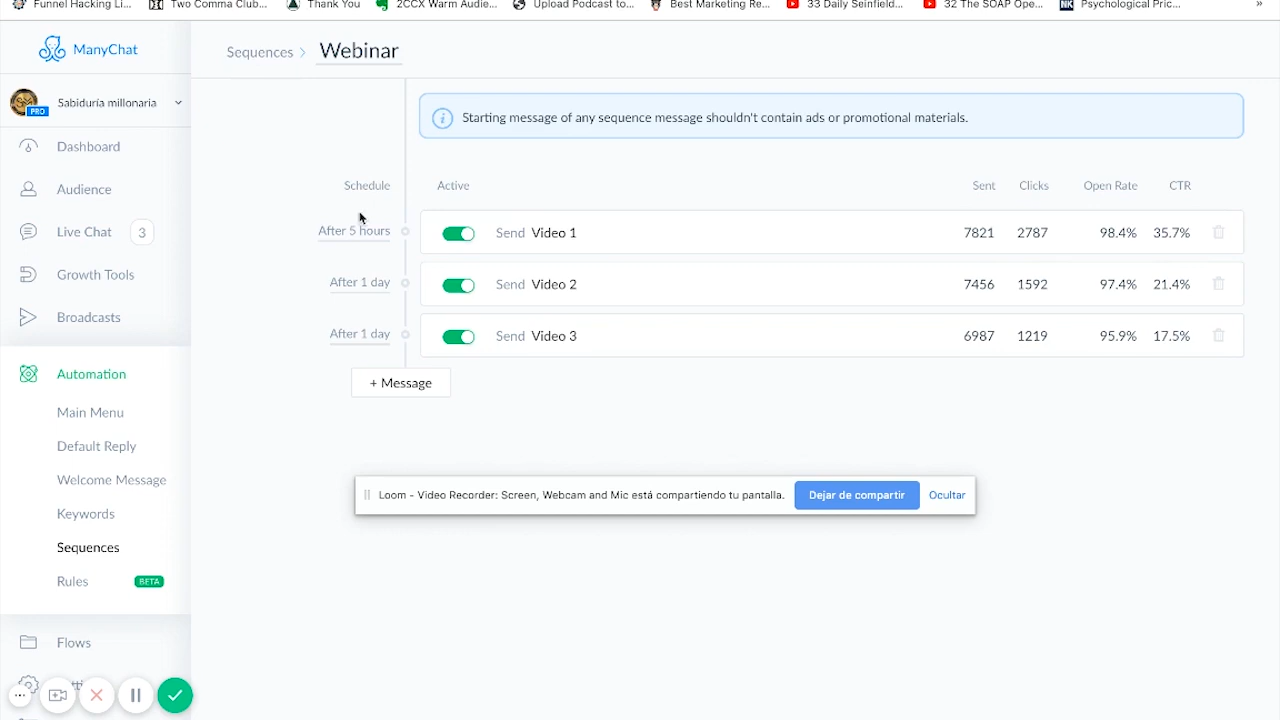 Funnel Hacking Li...
Two Comma Club...
Thank You
2CCX Warm Audie...
Upload Podcast to...
Best Marketing Re...
33 Daily Seinfield...
32 The SOAP Ope...
NK Psychological Pric...
»
ManyChat
Sequences > Webinar
Sabiduría millonaria
PRO
Dashboard
Audience
Live Chat 3
Growth Tools
Broadcasts
Automation
Main Menu
Default Reply
Welcome Message
Keywords
Sequences
Rules BETA
Flows
Starting message of any sequence message shouldn't contain ads or promotional materials.
Schedule Active Sent Clicks Open Rate CTR
After 5 hours Send Video 1 7821 2787 98.4% 35.7%
After 1 day Send Video 2 7456 1592 97.4% 21.4%
After 1 day Send Video 3 6987 1219 95.9% 17.5%
+ Message
Loom - Video Recorder: Screen, Webcam and Mic está compartiendo tu pantalla. Dejar de compartir Ocultar